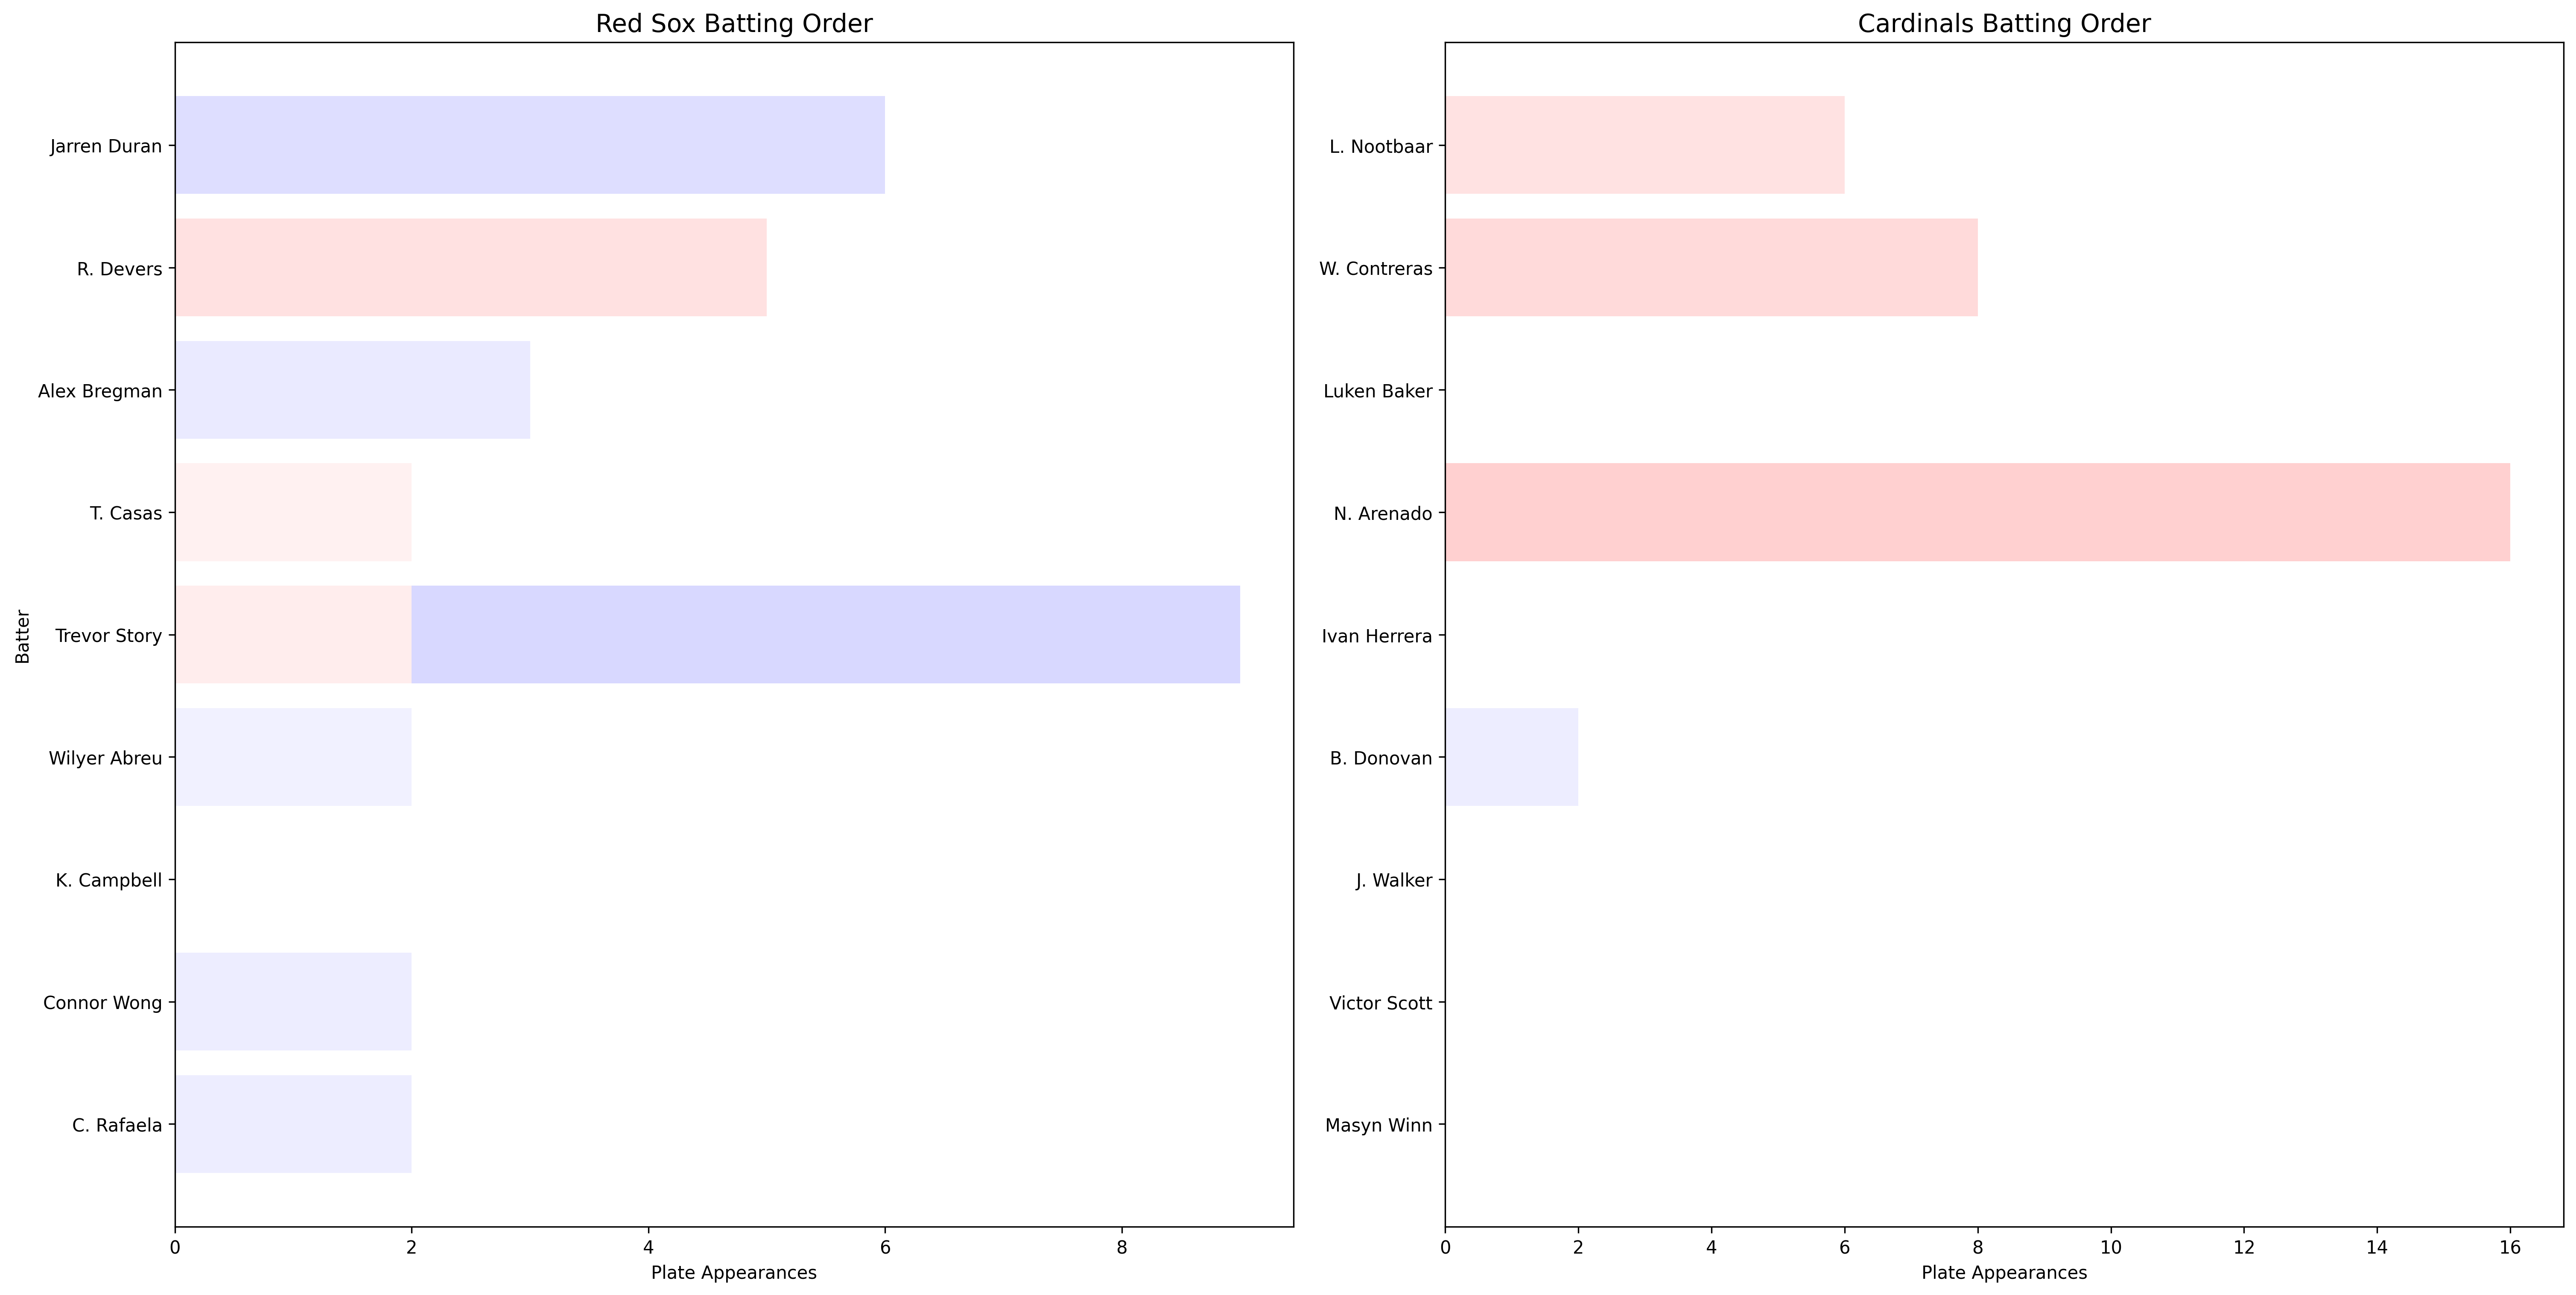 Red Sox Batting Order
Jarren Duran
R. Devers
Alex Bregman
T. Casas
Trevor Story
Wilyer Abreu
K. Campbell
Connor Wong
C. Rafaela
Batter
0 2 4 6 8
Plate Appearances
Cardinals Batting Order
L. Nootbaar
W. Contreras
Luken Baker
N. Arenado
Ivan Herrera
B. Donovan
J. Walker
Victor Scott
Masyn Winn
0 2 4 6 8 10 12 14 16
Plate Appearances